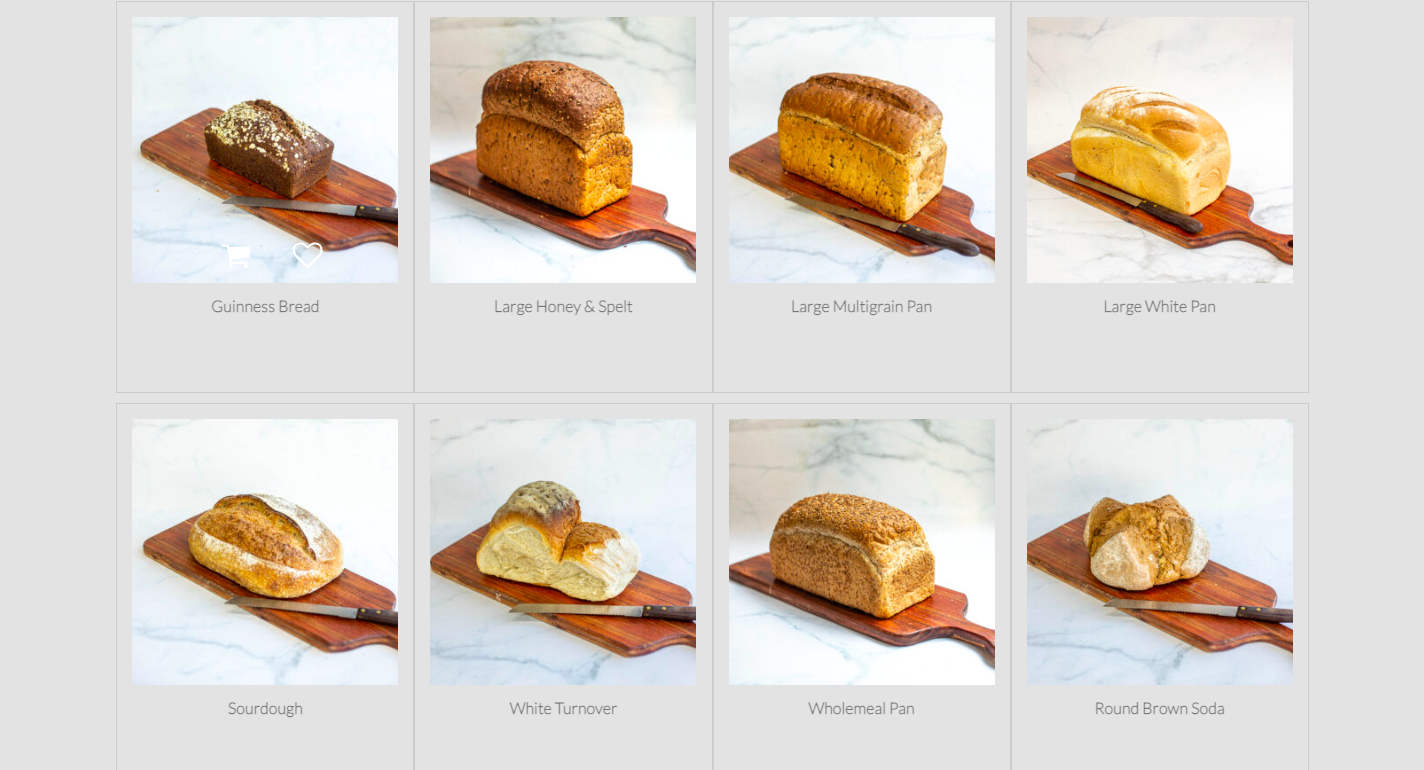 Guinness Bread
Large Honey & Spelt
Large Multigrain Pan
Large White Pan
Sourdough
White Turnover
Wholemeal Pan
Round Brown Soda